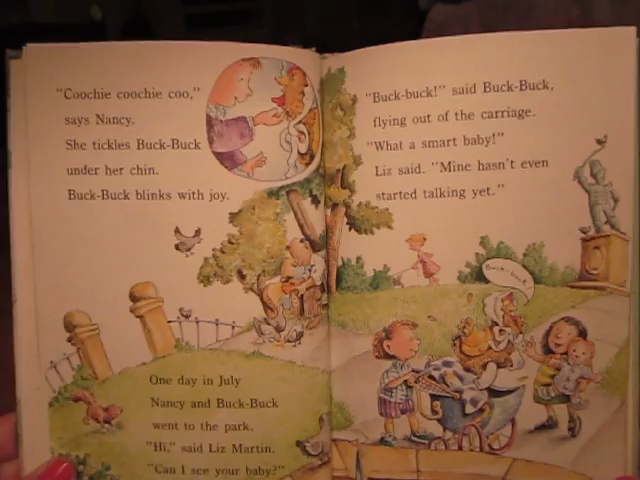 "Coochie coochie coo,"
says Nancy.
She tickles Buck-Buck
under her chin.
Buck-Buck blinks with joy.
One day in July
Nancy and Buck-Buck
went to the park.
"Hi," said Liz Martin.
"Can I see your baby?"
"Buck-buck!" said Buck-Buck,
flying out of the carriage.
"What a smart baby!"
Liz said. "Mine hasn't even
started talking yet."
Buck-buck!